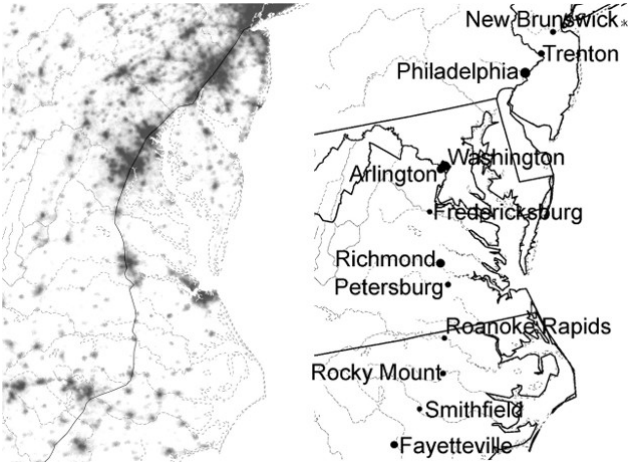 New Brunswick
Trenton
Philadelphia
Washington
Arlington
Fredericksburg
Richmond
Petersburg
Roanoke Rapids
Rocky Mount
Smithfield
Fayetteville